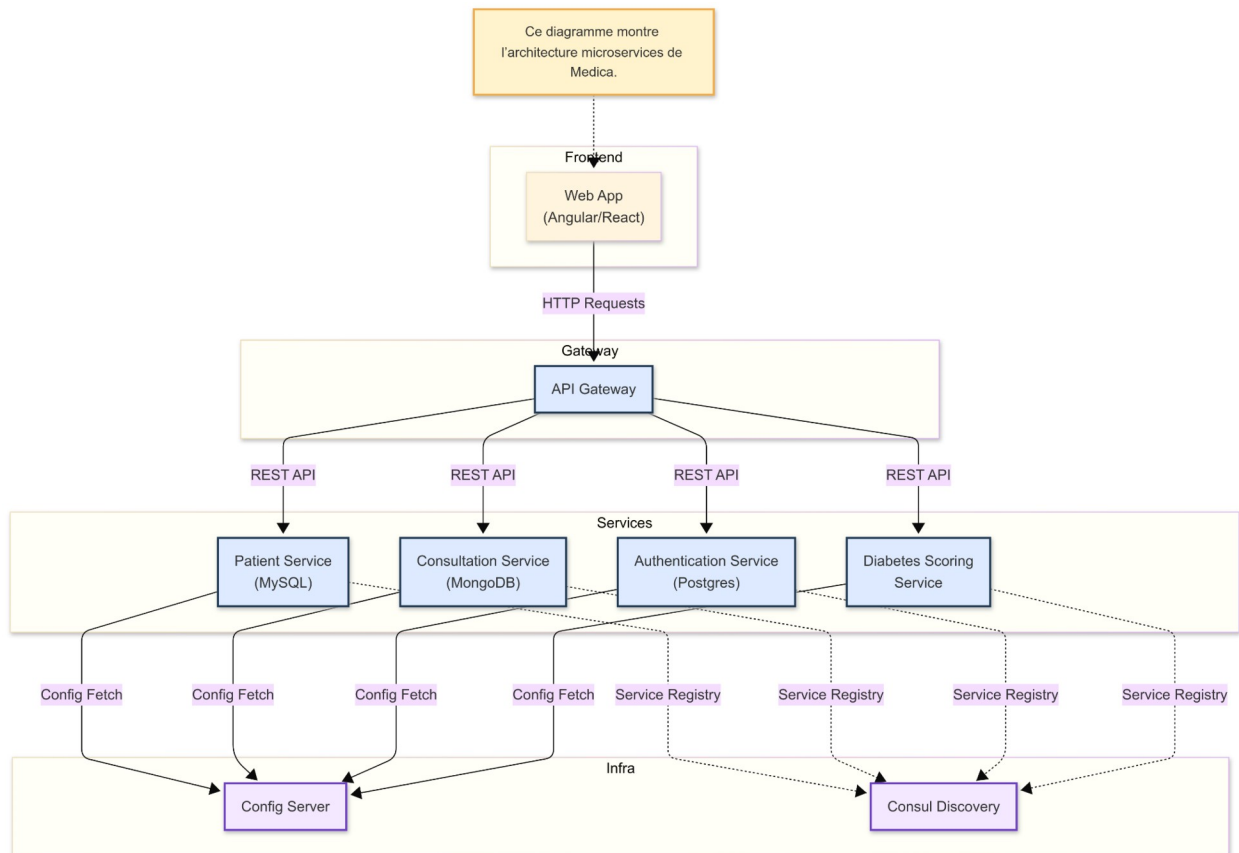 Ce diagramme montre
l'architecture microservices de
Medica.
Frontend
Web App
(Angular/React)
HTTP Requests
Gateway
API Gateway
REST API
REST API
REST API
REST API
Services
Patient Service
(MySQL)
Consultation Service
(MongoDB)
Authentication Service
(Postgres)
Diabetes Scoring
Service
Config Fetch
Config Fetch
Config Fetch
Config Fetch
Service Registry
Service Registry
Service Registry
Service Registry
Infra
Config Server
Consul Discovery